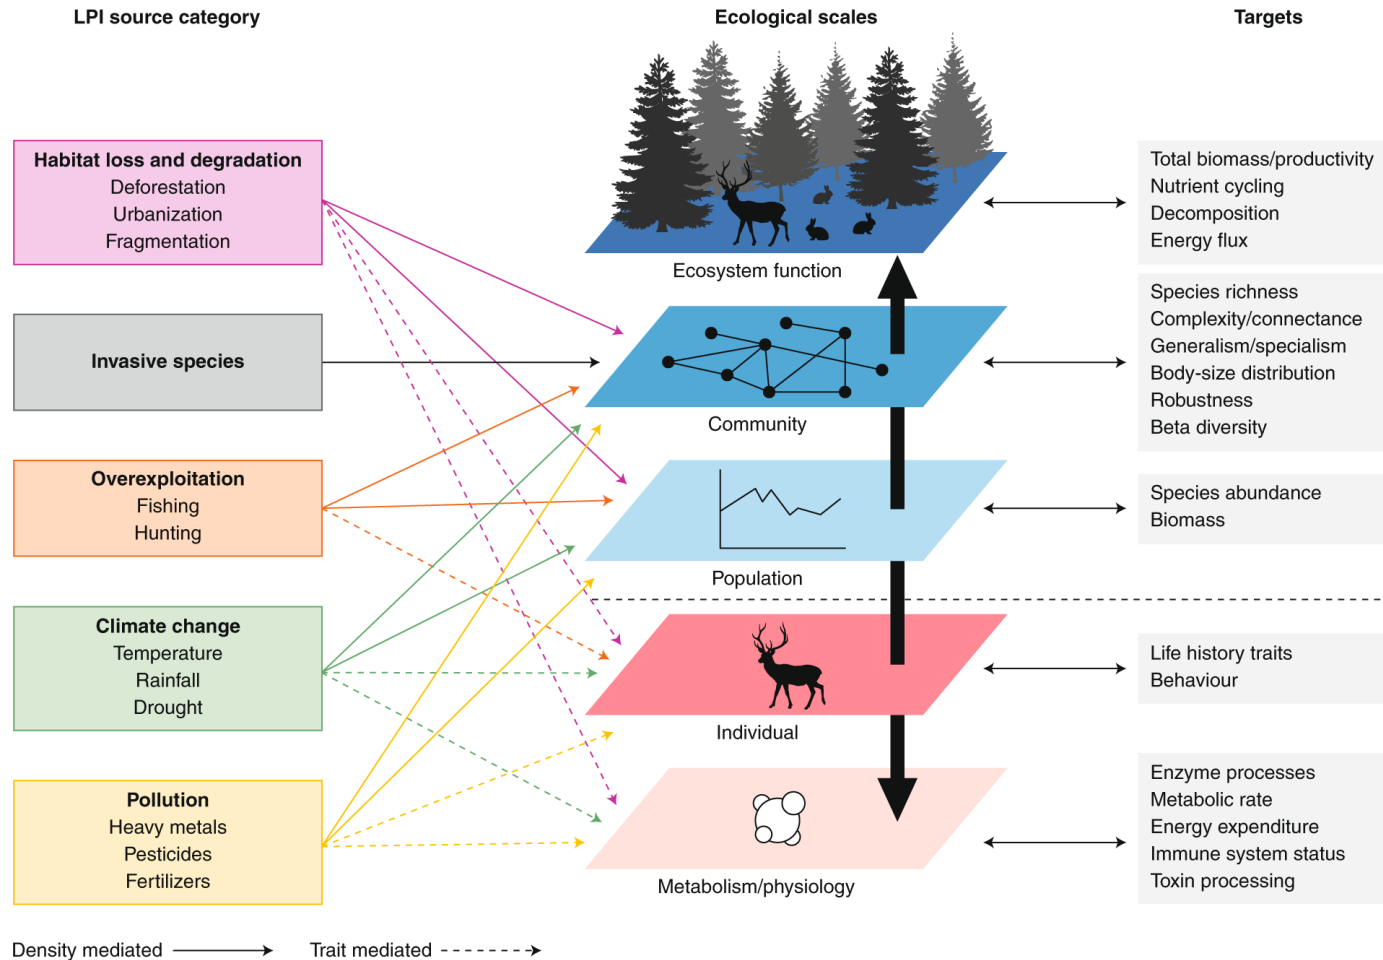 LPI source category
Ecological scales
Targets
Habitat loss and degradation
Deforestation
Urbanization
Fragmentation
Invasive species
Overexploitation
Fishing
Hunting
Climate change
Temperature
Rainfall
Drought
Pollution
Heavy metals
Pesticides
Fertilizers
Ecosystem function
Community
Population
Individual
Metabolism/physiology
Total biomass/productivity
Nutrient cycling
Decomposition
Energy flux
Species richness
Complexity/connectance
Generalism/specialism
Body-size distribution
Robustness
Beta diversity
Species abundance
Biomass
Life history traits
Behaviour
Enzyme processes
Metabolic rate
Energy expenditure
Immune system status
Toxin processing
Density mediated
Trait mediated